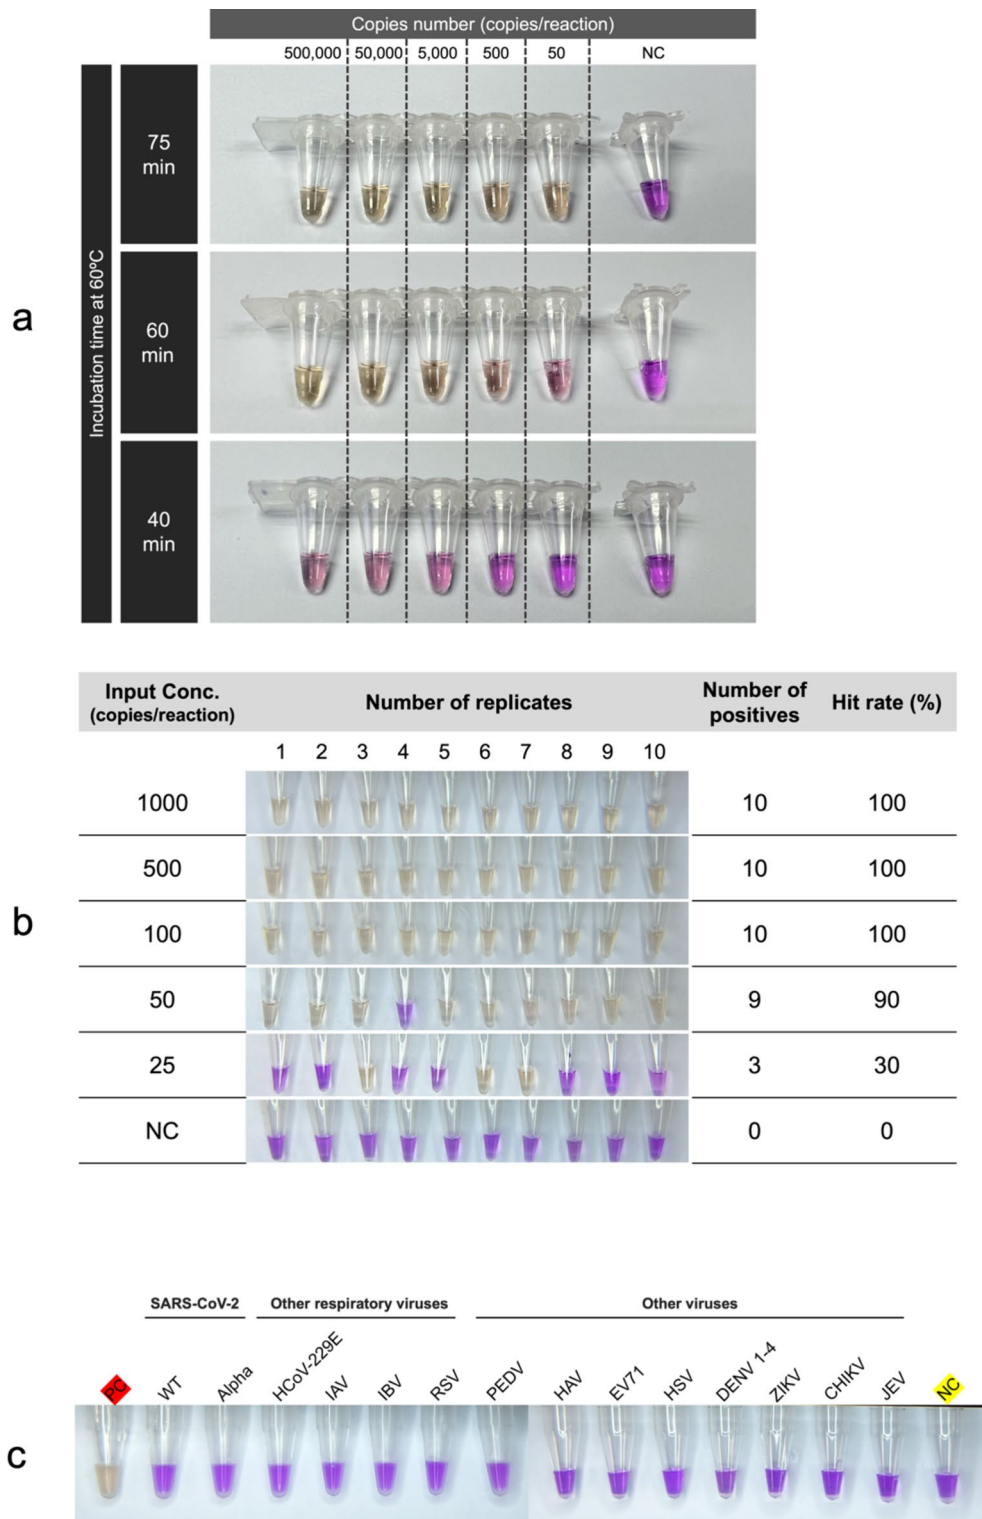 Copies number (copies/reaction)
500,000 50,000 5,000 500 50 NC
Incubation time at 60ºC
75
min
60
min
40
min
a
Input Conc.
(copies/reaction)
Number of replicates
Number of
positives
Hit rate (%)
1 2 3 4 5 6 7 8 9 10
1000 10 100
500 10 100
100 10 100
50 9 90
25 3 30
NC 0 0
b
SARS-CoV-2 Other respiratory viruses Other viruses
PC WT Alpha HCoV-229E IAV IBV RSV PEDV HAV EV71 HSV DENV 1-4 ZIKV CHIKV JEV NC
c